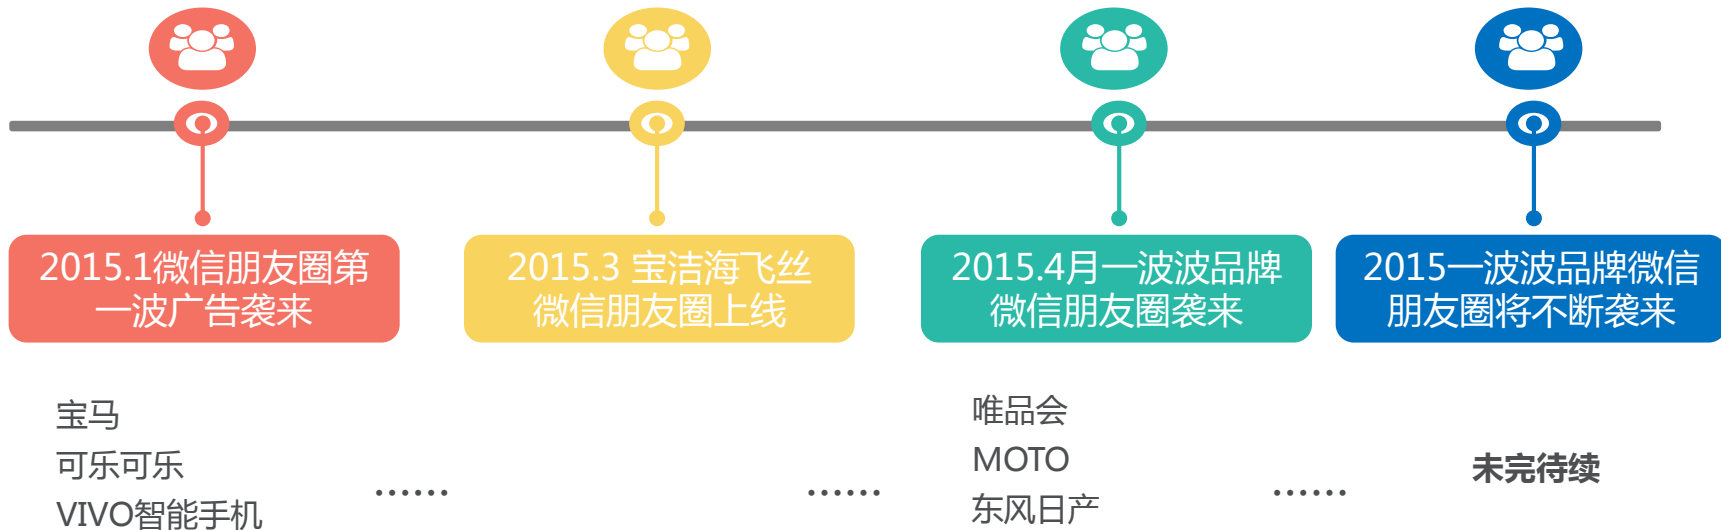 2015.1微信朋友圈第
一波广告袭来
2015.3 宝洁海飞丝
微信朋友圈上线
2015.4月一波波品牌
微信朋友圈袭来
2015一波波品牌微信
朋友圈将不断袭来
宝马
可乐可乐
VIVO智能手机
……
……
唯品会
MOTO
东风日产
……
未完待续